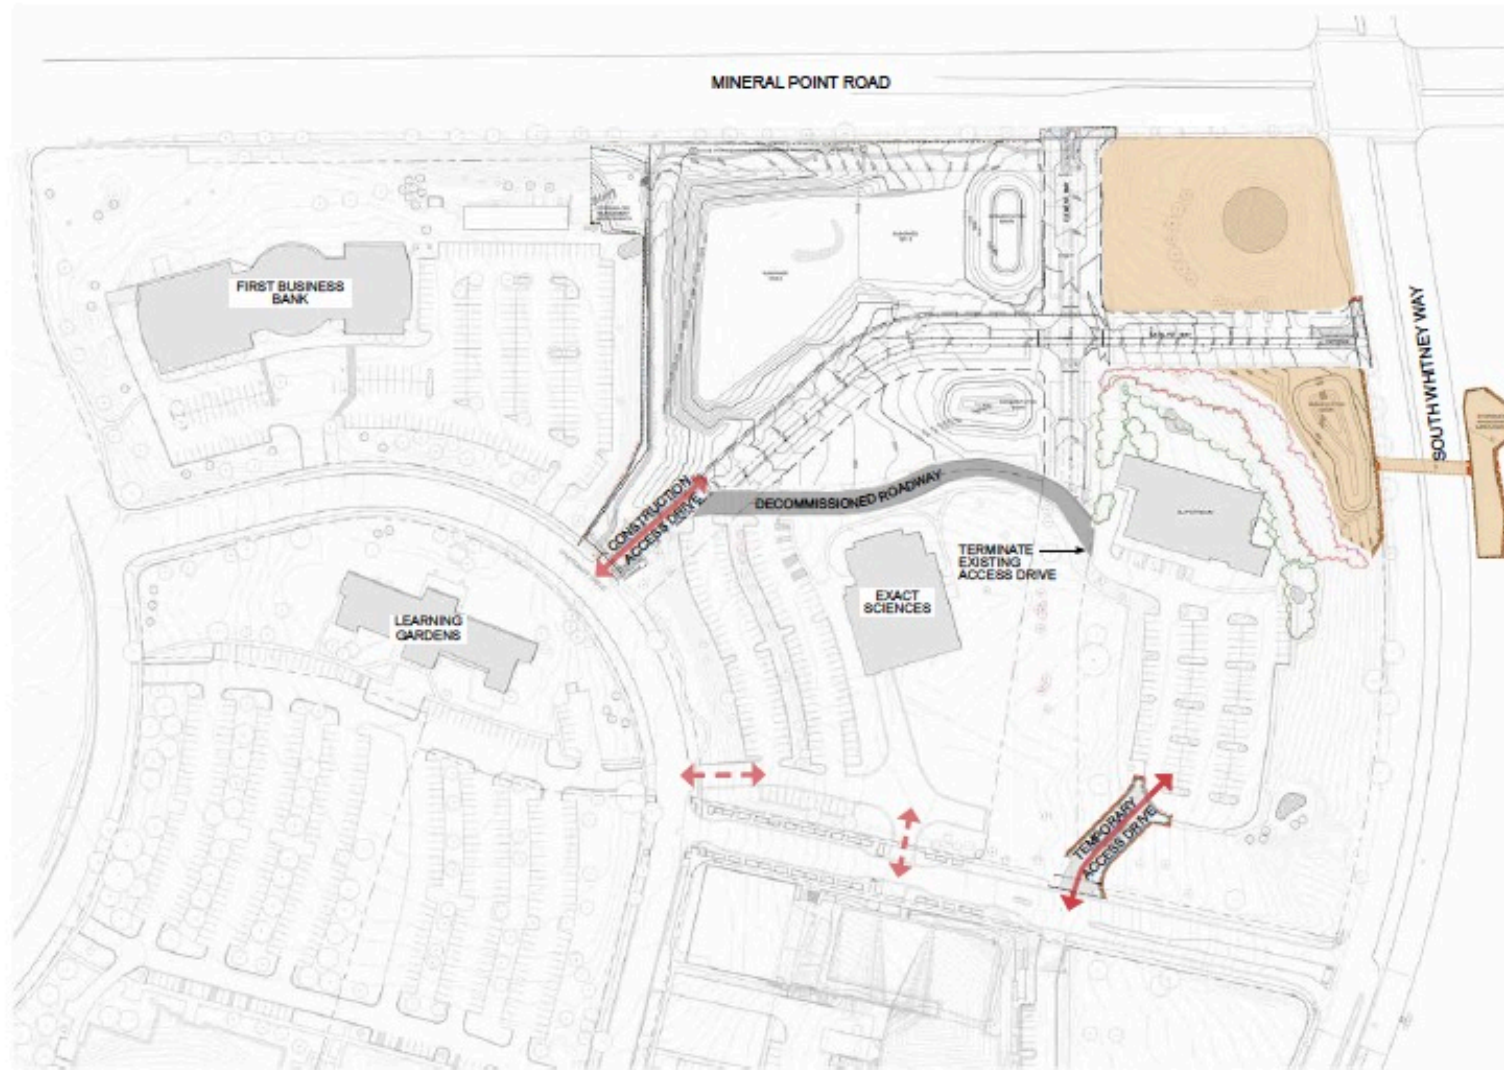 MINERAL POINT ROAD
FIRST BUSINESS
BANK
SOUTH WHITNEY WAY
CONSTRUCTION
ACCESS DRIVE
DECOMMISSIONED ROADWAY
TERMINATE
EXISTING
ACCESS DRIVE
EXACT
SCIENCES
LEARNING
GARDENS
TEMPORARY
ACCESS DRIVE